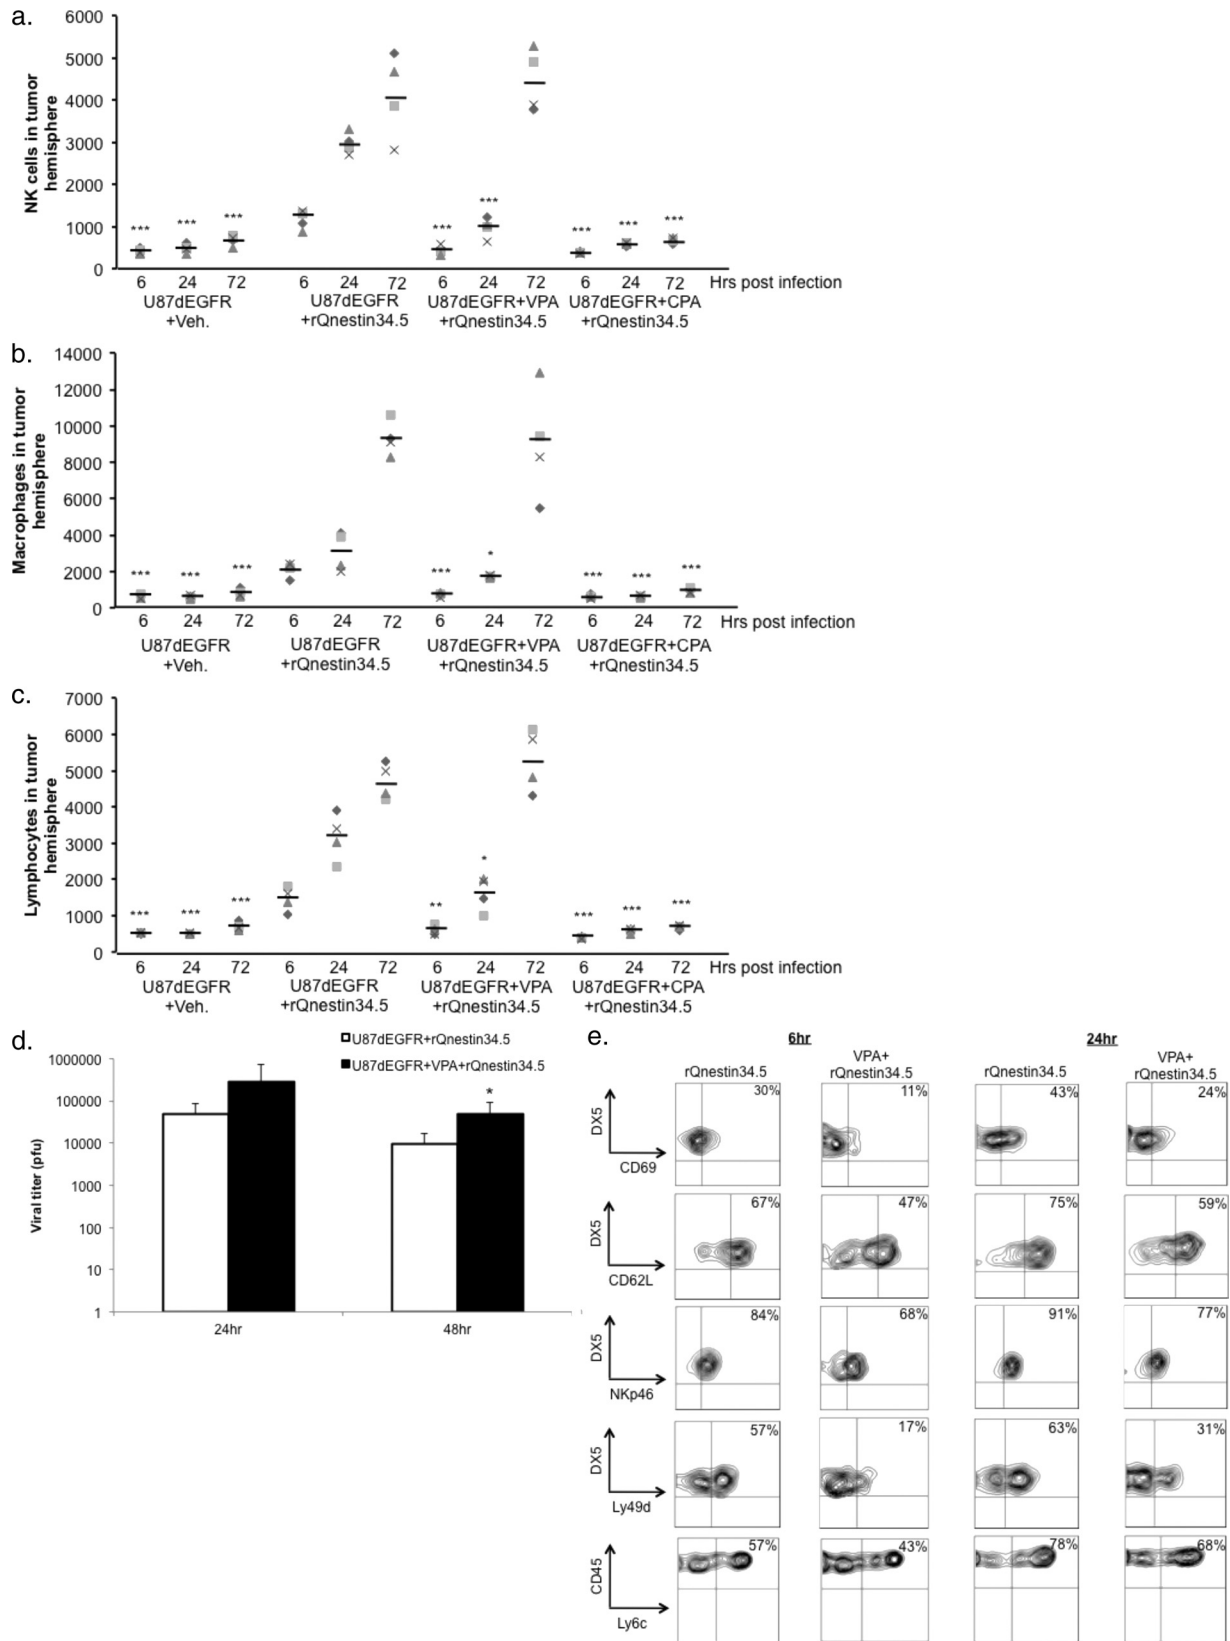 a.
6000
5000
4000
3000
2000
1000
0
NK cells in tumor
hemisphere
*** *** *** *** *** *** *** ***
6 24 72 6 24 72 6 24 72 6 24 72 Hrs post infection
U87dEGFR U87dEGFR U87dEGFR+VPA U87dEGFR+CPA
+Veh. +rQnestin34.5 +rQnestin34.5 +rQnestin34.5
b.
14000
12000
10000
8000
6000
4000
2000
0
Macrophages in tumor
hemisphere
*** *** *** *** * *** *** ***
6 24 72 6 24 72 6 24 72 6 24 72 Hrs post infection
U87dEGFR U87dEGFR U87dEGFR+VPA U87dEGFR+CPA
+Veh. +rQnestin34.5 +rQnestin34.5 +rQnestin34.5
c.
7000
6000
5000
4000
3000
2000
1000
0
Lymphocytes in tumor
hemisphere
*** *** *** ** * *** *** ***
6 24 72 6 24 72 6 24 72 6 24 72 Hrs post infection
U87dEGFR U87dEGFR U87dEGFR+VPA U87dEGFR+CPA
+Veh. +rQnestin34.5 +rQnestin34.5 +rQnestin34.5
d.
U87dEGFR+rQnestin34.5
U87dEGFR+VPA+rQnestin34.5
1000000
100000
10000
1000
100
10
1
Viral titer (pfu)
*
24hr 48hr
e.
6hr 24hr
rQnestin34.5 VPA+ rQnestin34.5 rQnestin34.5 VPA+ rQnestin34.5
DX5 30% 11% 43% 24%
CD69
DX5 67% 47% 75% 59%
CD62L
DX5 84% 68% 91% 77%
NKp46
DX5 57% 17% 63% 31%
Ly49d
CD45 57% 43% 78% 68%
Ly6c